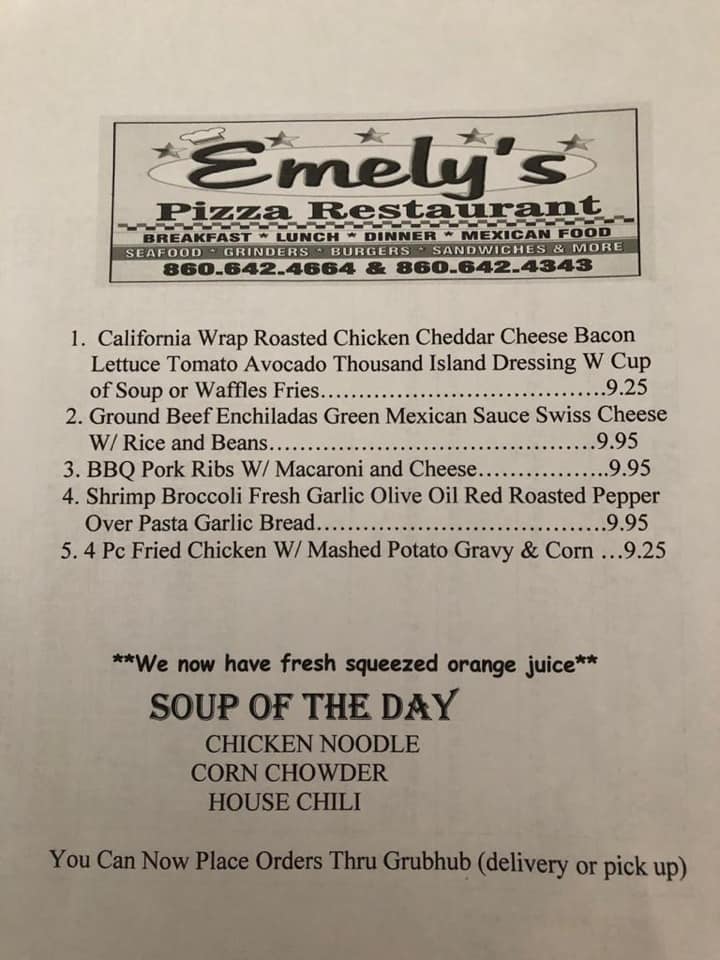 Emely's
Pizza Restaurant
BREAKFAST * LUNCH * DINNER * MEXICAN FOOD
SEAFOOD * GRINDERS * BURGERS * SANDWICHES & MORE
860.642.4664 & 860.642.4343
1. California Wrap Roasted Chicken Cheddar Cheese Bacon
Lettuce Tomato Avocado Thousand Island Dressing W Cup
of Soup or Waffles Fries.......................................9.25
2. Ground Beef Enchiladas Green Mexican Sauce Swiss Cheese
W/ Rice and Beans.............................................9.95
3. BBQ Pork Ribs W/ Macaroni and Cheese..................9.95
4. Shrimp Broccoli Fresh Garlic Olive Oil Red Roasted Pepper
Over Pasta Garlic Bread........................................9.95
5. 4 Pc Fried Chicken W/ Mashed Potato Gravy & Corn ...9.25
**We now have fresh squeezed orange juice**
SOUP OF THE DAY
CHICKEN NOODLE
CORN CHOWDER
HOUSE CHILI
You Can Now Place Orders Thru Grubhub (delivery or pick up)